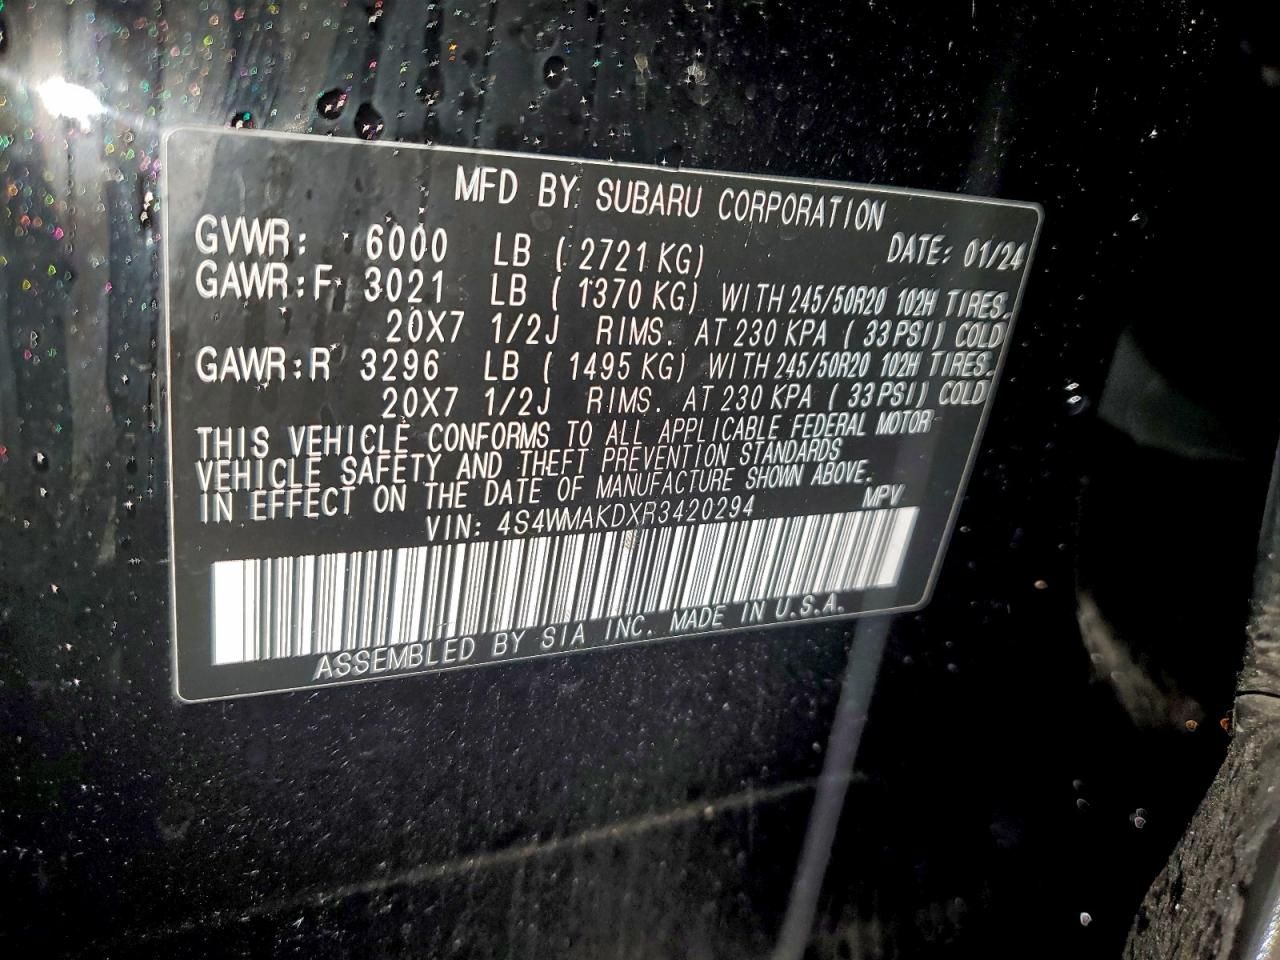 MFD BY: SUBARU CORPORATION
GVWR: 6000 LB (2721 KG) DATE: 01/24
GAWR:F 3021 LB (1370 KG) WITH 245/50R20 102H TIRES,
20X7 1/2J RIMS. AT 230 KPA (33 PSI) COLD
GAWR:R 3296 LB (1495 KG) WITH 245/50R20 102H TIRES.
20X7 1/2J RIMS. AT 230 KPA (33 PSI) COLD
THIS VEHICLE CONFORMS TO ALL APPLICABLE FEDERAL MOTOR
VEHICLE SAFETY AND THEFT PREVENTION STANDARDS
IN EFFECT ON THE DATE OF MANUFACTURE SHOWN ABOVE.
VIN: 4S4WMAKDXR3420294 MPV
ASSEMBLED BY SIA INC. MADE IN U.S.A.